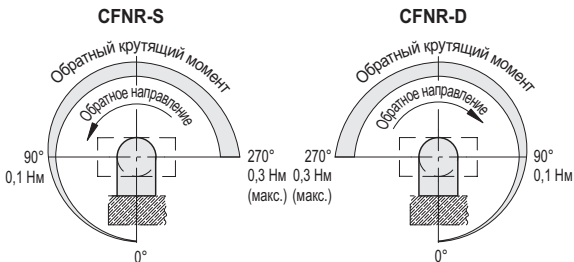 CFNR-S
Обратный крутящий момент
Обратное направление
90°
0,1 Нм
270°
0,3 Нм
(макс.)
0°
CFNR-D
Обратный крутящий момент
Обратное направление
270°
0,3 Нм
(макс.)
90°
0,1 Нм
0°